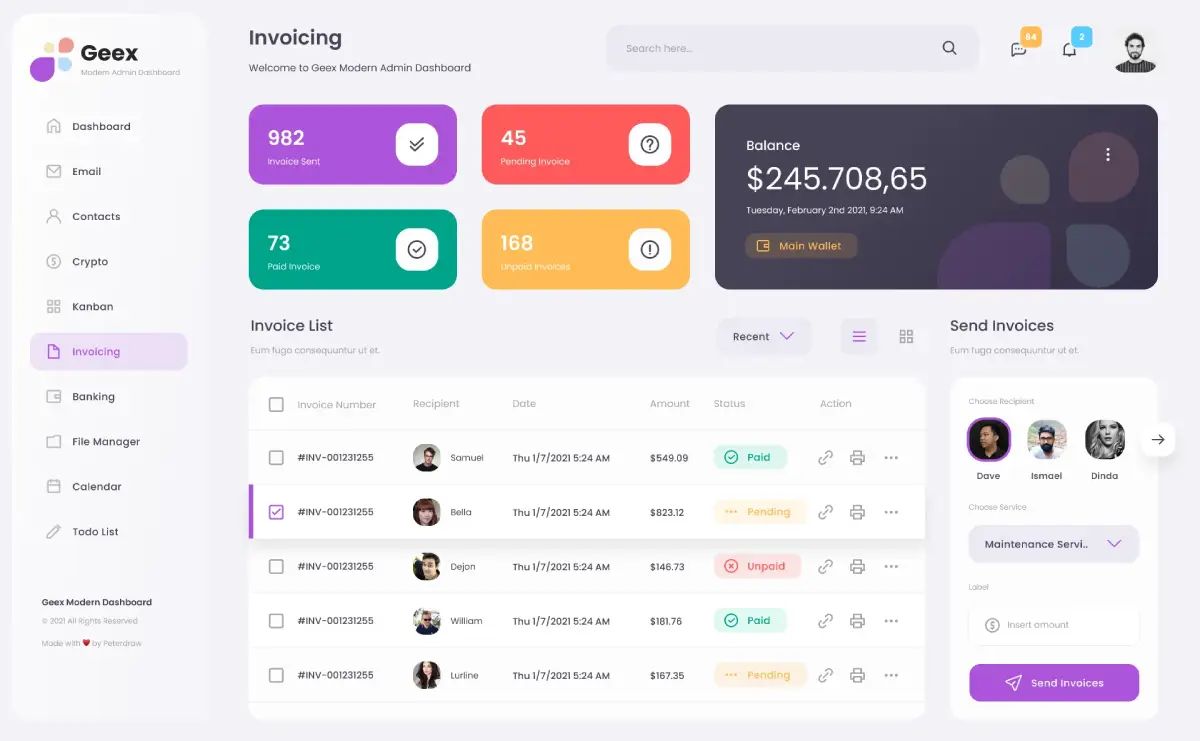 Geex
Modern Admin Dashboard
Dashboard
Email
Contacts
Crypto
Kanban
Invoicing
Banking
File Manager
Calendar
Todo List
Geex Modern Dashboard
© 2021 All Rights Reserved
Made with ❤ by Peterdraw
Invoicing
Welcome to Geex Modern Admin Dashboard
Search here...
84
2
982
Invoice Sent
45
Pending Invoice
73
Paid Invoice
168
Unpaid Invoices
Balance
$245.708,65
Tuesday, February 2nd 2021, 9:24 AM
Main Wallet
Invoice List
Eum fuga consequuntur ut et.
Recent
Invoice Number Recipient Date Amount Status Action
#INV-001231255 Samuel Thu 1/7/2021 5:24 AM $549.09 Paid
#INV-001231255 Bella Thu 1/7/2021 5:24 AM $823.12 Pending
#INV-001231255 Dejon Thu 1/7/2021 5:24 AM $146.73 Unpaid
#INV-001231255 William Thu 1/7/2021 5:24 AM $181.76 Paid
#INV-001231255 Lurline Thu 1/7/2021 5:24 AM $167.35 Pending
Send Invoices
Eum fuga consequuntur ut et.
Choose Recipient
Dave Ismael Dinda
Choose Service
Maintenance Servi..
Label
Insert amount
Send Invoices